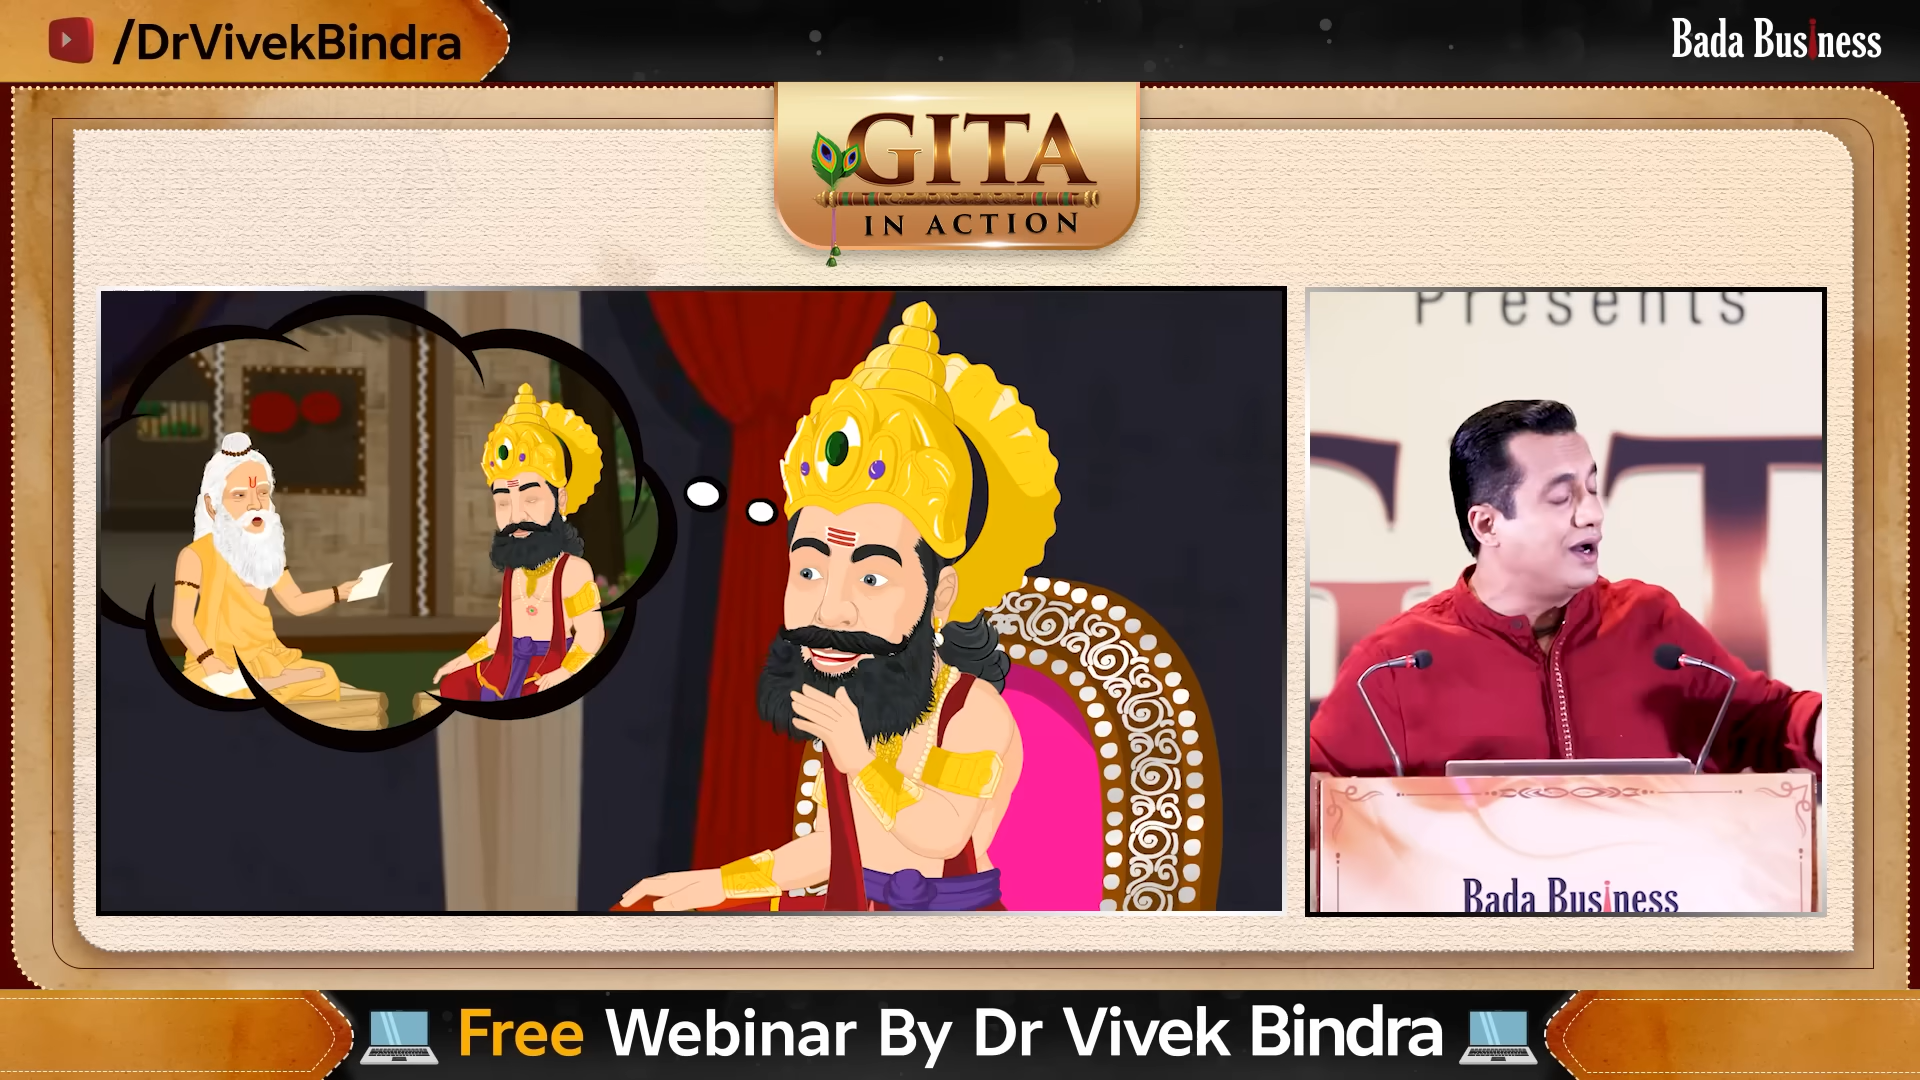 /DrVivekBindra
Bada Business
GITA
IN ACTION
Presents
Bada Business
Free Webinar By Dr Vivek Bindra